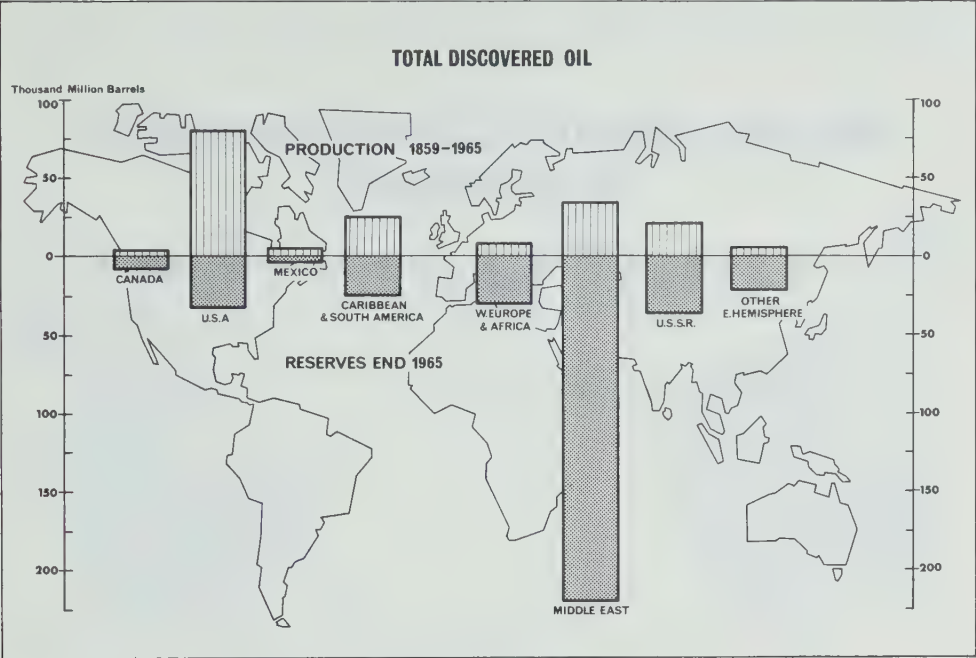 TOTAL DISCOVERED OIL
Thousand Million Barrels
100
100
PRODUCTION 1859-1965
50
50
0
0
CANADA
MEXICO
U.S.A
CARIBBEAN
& SOUTH AMERICA
W.EUROPE
& AFRICA
U.S.S.R.
OTHER
E.HEMISPHERE
50
50
RESERVES END 1965
100
100
150
150
200
200
MIDDLE EAST